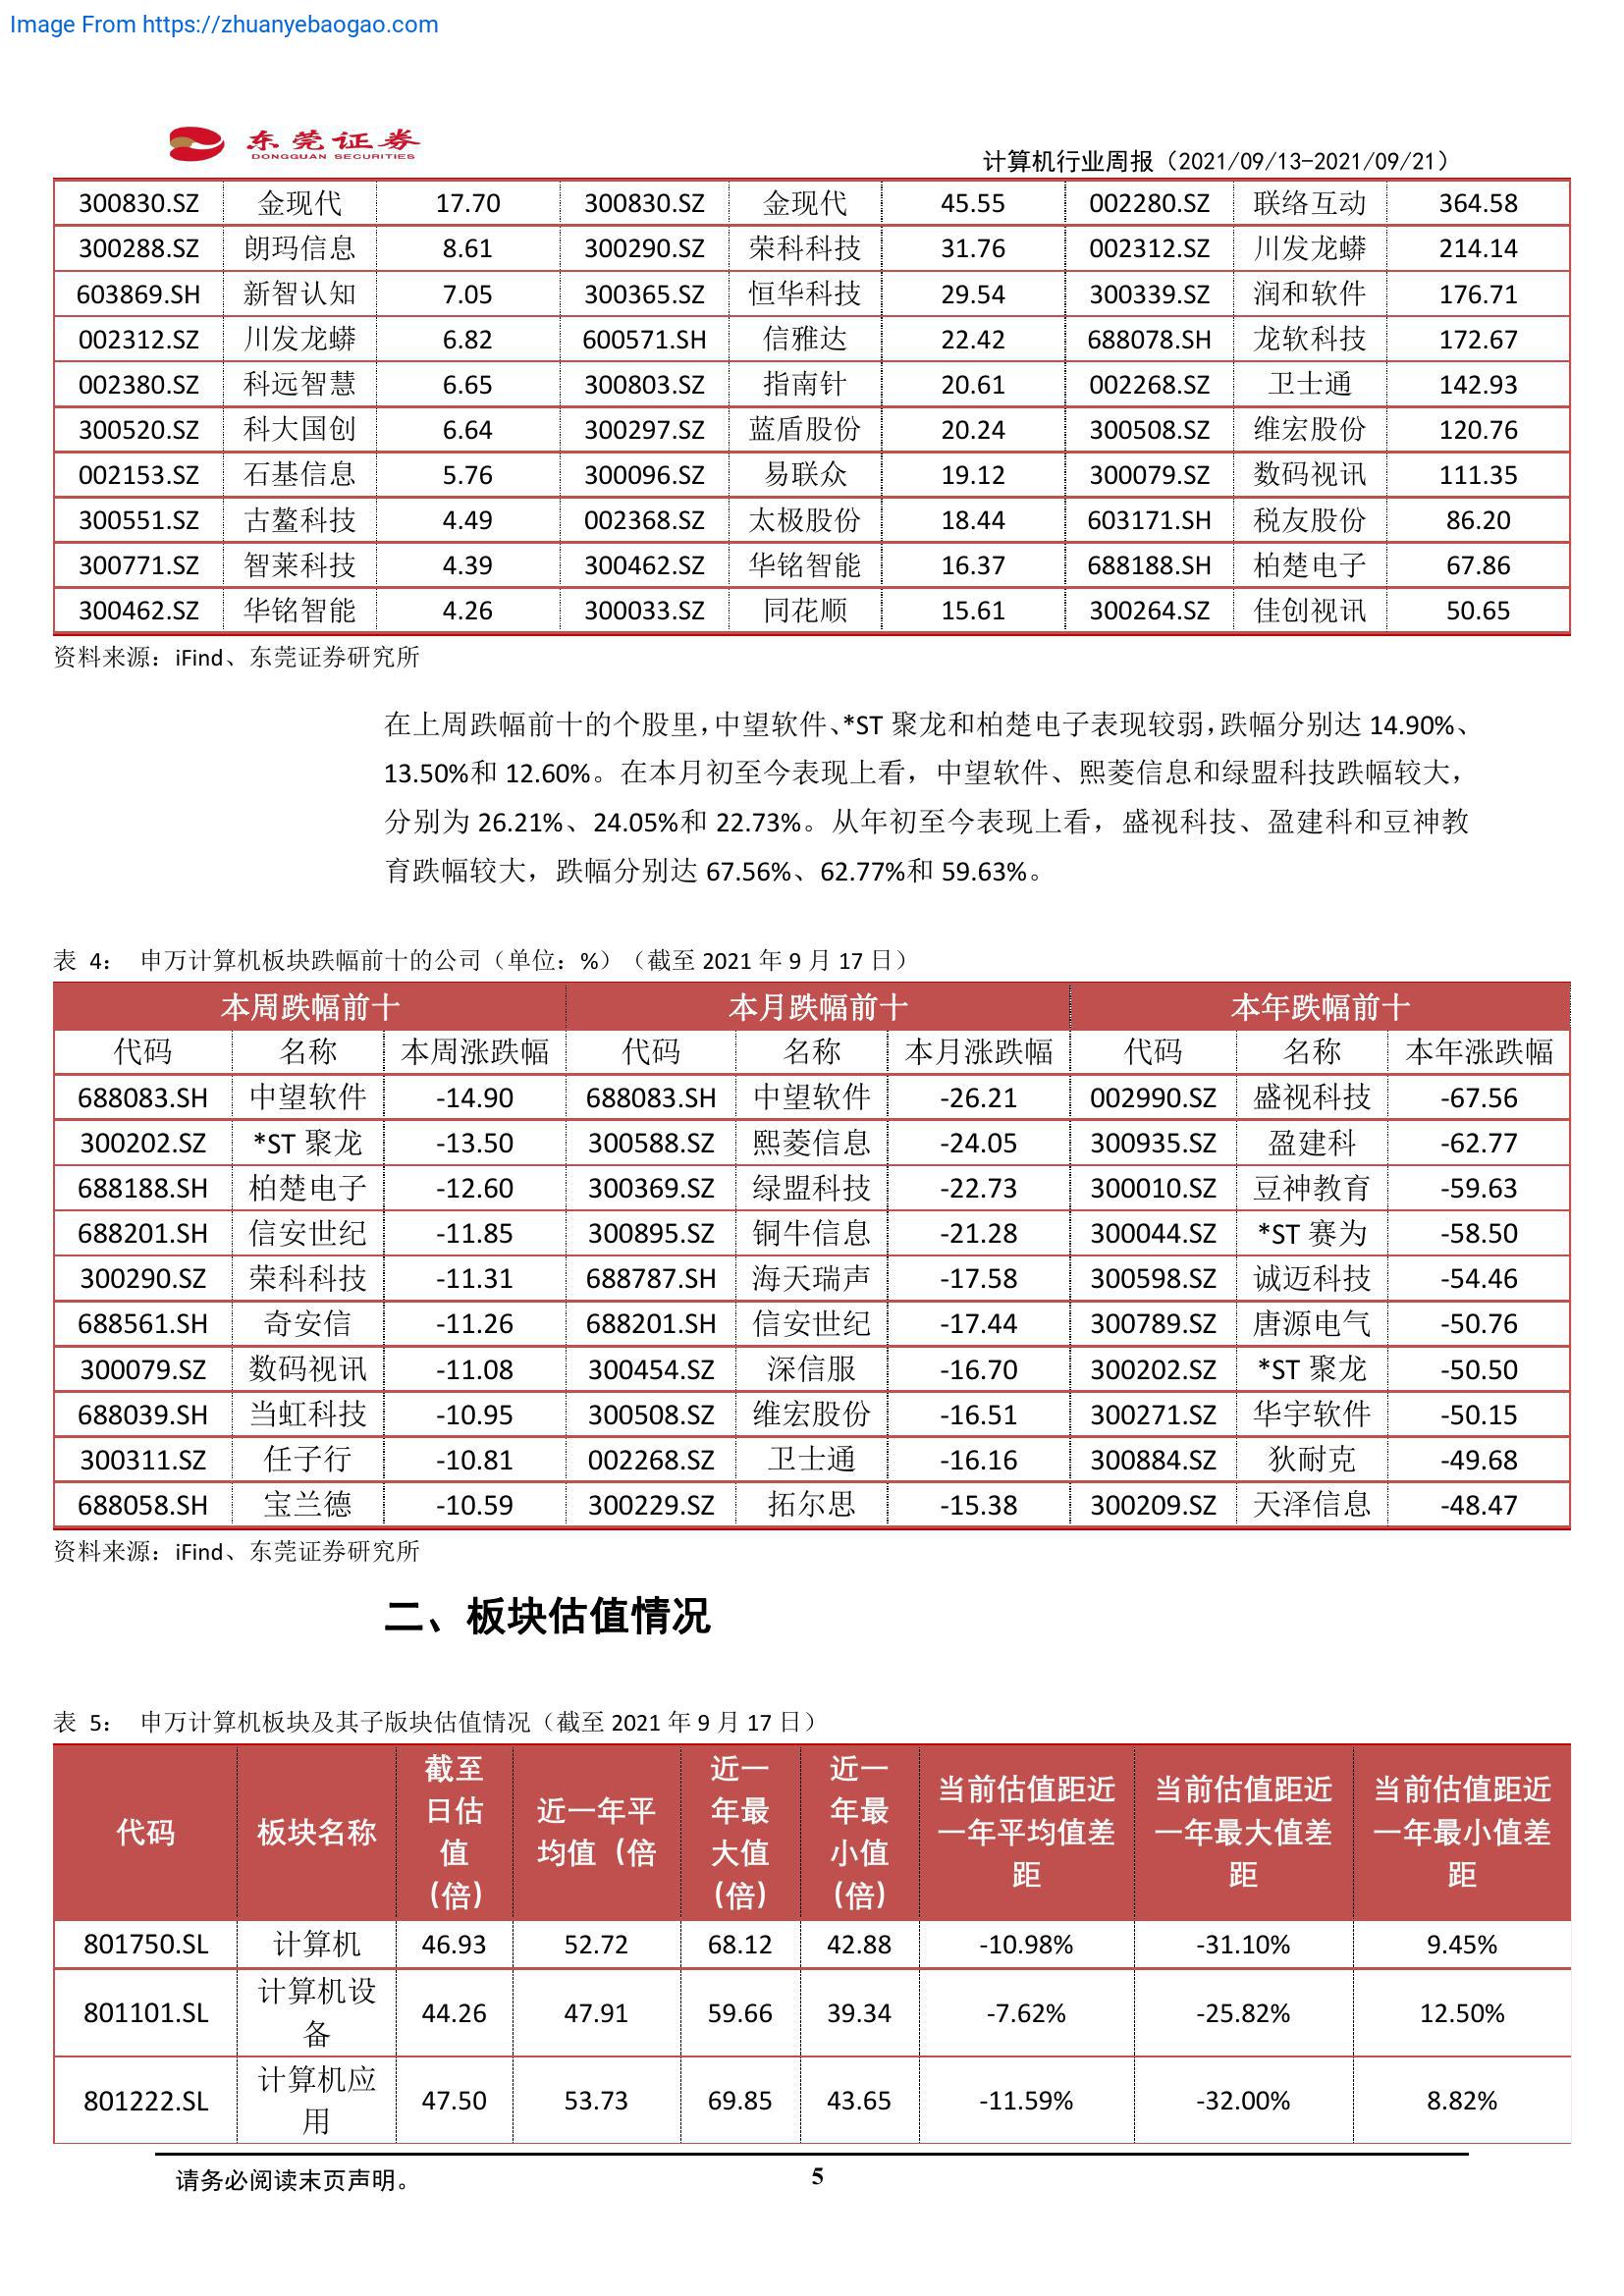 Image From https://zhuanyebaogao.com
东莞证券
DONGGUAN SECURITIES
计算机行业周报（2021/09/13-2021/09/21）
300830.SZ 金现代 17.70 300830.SZ 金现代 45.55 002280.SZ 联络互动 364.58
300288.SZ 朗玛信息 8.61 300290.SZ 荣科科技 31.76 002312.SZ 川发龙蟒 214.14
603869.SH 新智认知 7.05 300365.SZ 恒华科技 29.54 300339.SZ 润和软件 176.71
002312.SZ 川发龙蟒 6.82 600571.SH 信雅达 22.42 688078.SH 龙软科技 172.67
002380.SZ 科远智慧 6.65 300803.SZ 指南针 20.61 002268.SZ 卫士通 142.93
300520.SZ 科大国创 6.64 300297.SZ 蓝盾股份 20.24 300508.SZ 维宏股份 120.76
002153.SZ 石基信息 5.76 300096.SZ 易联众 19.12 300079.SZ 数码视讯 111.35
300551.SZ 古鳌科技 4.49 002368.SZ 太极股份 18.44 603171.SH 税友股份 86.20
300771.SZ 智莱科技 4.39 300462.SZ 华铭智能 16.37 688188.SH 柏楚电子 67.86
300462.SZ 华铭智能 4.26 300033.SZ 同花顺 15.61 300264.SZ 佳创视讯 50.65
资料来源：iFind、东莞证券研究所
在上周跌幅前十的个股里，中望软件、*ST 聚龙和柏楚电子表现较弱，跌幅分别达 14.90%、
13.50%和 12.60%。在本月初至今表现上看，中望软件、熙菱信息和绿盟科技跌幅较大，
分别为 26.21%、24.05%和 22.73%。从年初至今表现上看，盛视科技、盈建科和豆神教
育跌幅较大，跌幅分别达 67.56%、62.77%和 59.63%。
表 4： 申万计算机板块跌幅前十的公司（单位：%）（截至 2021 年 9 月 17 日）
本周跌幅前十 本月跌幅前十 本年跌幅前十
代码 名称 本周涨跌幅 代码 名称 本月涨跌幅 代码 名称 本年涨跌幅
688083.SH 中望软件 -14.90 688083.SH 中望软件 -26.21 002990.SZ 盛视科技 -67.56
300202.SZ *ST 聚龙 -13.50 300588.SZ 熙菱信息 -24.05 300935.SZ 盈建科 -62.77
688188.SH 柏楚电子 -12.60 300369.SZ 绿盟科技 -22.73 300010.SZ 豆神教育 -59.63
688201.SH 信安世纪 -11.85 300895.SZ 铜牛信息 -21.28 300044.SZ *ST 赛为 -58.50
300290.SZ 荣科科技 -11.31 688787.SH 海天瑞声 -17.58 300598.SZ 诚迈科技 -54.46
688561.SH 奇安信 -11.26 688201.SH 信安世纪 -17.44 300789.SZ 唐源电气 -50.76
300079.SZ 数码视讯 -11.08 300454.SZ 深信服 -16.70 300202.SZ *ST 聚龙 -50.50
688039.SH 当虹科技 -10.95 300508.SZ 维宏股份 -16.51 300271.SZ 华宇软件 -50.15
300311.SZ 任子行 -10.81 002268.SZ 卫士通 -16.16 300884.SZ 狄耐克 -49.68
688058.SH 宝兰德 -10.59 300229.SZ 拓尔思 -15.38 300209.SZ 天泽信息 -48.47
资料来源：iFind、东莞证券研究所
二、板块估值情况
表 5： 申万计算机板块及其子版块估值情况（截至 2021 年 9 月 17 日）
代码 板块名称 截至日估值（倍） 近一年平均值（倍 近一年最大值（倍） 近一年最小值（倍） 当前估值距近一年平均值差距 当前估值距近一年最大值差距 当前估值距近一年最小值差距
801750.SL 计算机 46.93 52.72 68.12 42.88 -10.98% -31.10% 9.45%
801101.SL 计算机设备 44.26 47.91 59.66 39.34 -7.62% -25.82% 12.50%
801222.SL 计算机应用 47.50 53.73 69.85 43.65 -11.59% -32.00% 8.82%
请务必阅读末页声明。
5